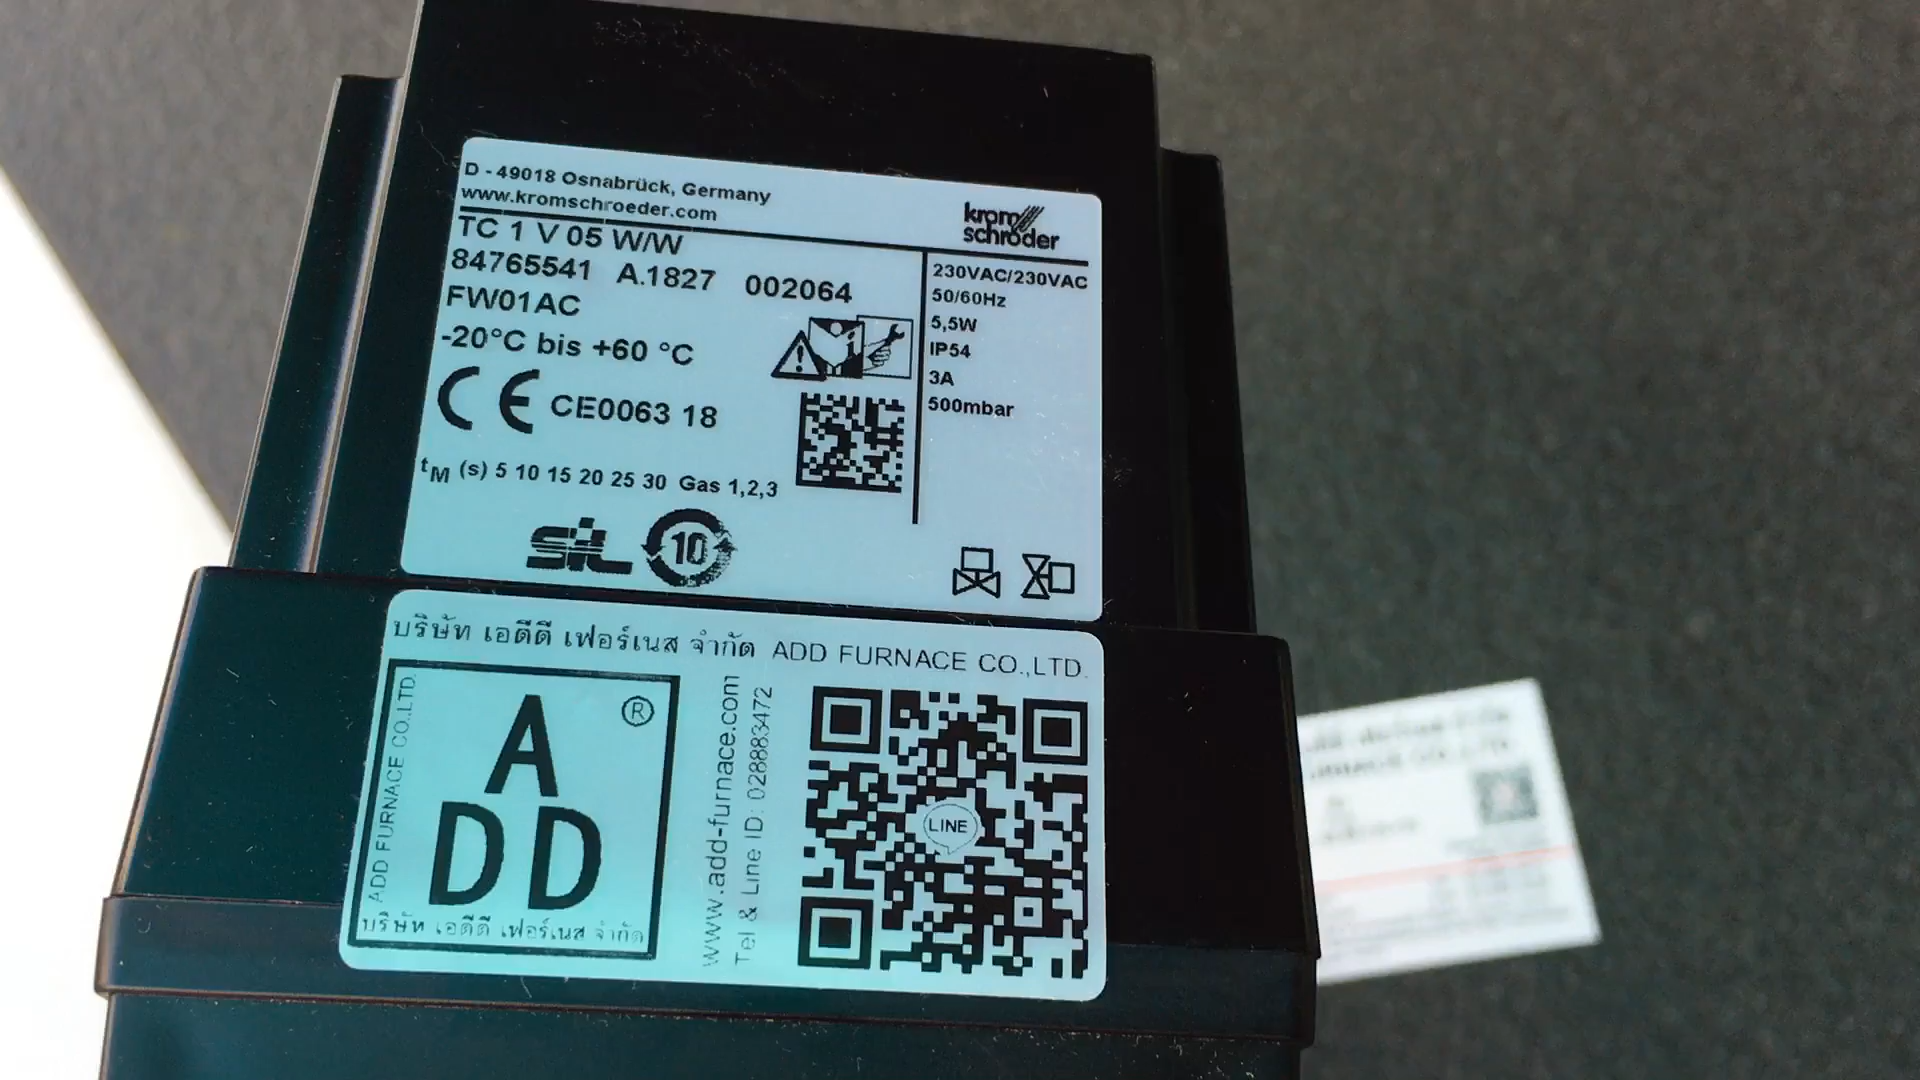 D - 49018 Osnabrück, Germany
www.kromschroeder.com
krom
schröder
TC 1 V 05 W/W
84765541 A.1827 002064
FW01AC
-20°C bis +60 °C
CE CE0063 18
tM (s) 5 10 15 20 25 30 Gas 1,2,3
SIL 10
230VAC/230VAC
50/60Hz
5,5W
IP54
3A
500mbar
บริษัท เอดีดี เฟอร์เนส จำกัด ADD FURNACE CO.,LTD.
ADD FURNACE CO.,LTD.
A ®
DD
บริษัท เอดีดี เฟอร์เนส จำกัด
www.add-furnace.com
Tel & Line ID: 028883472
LINE